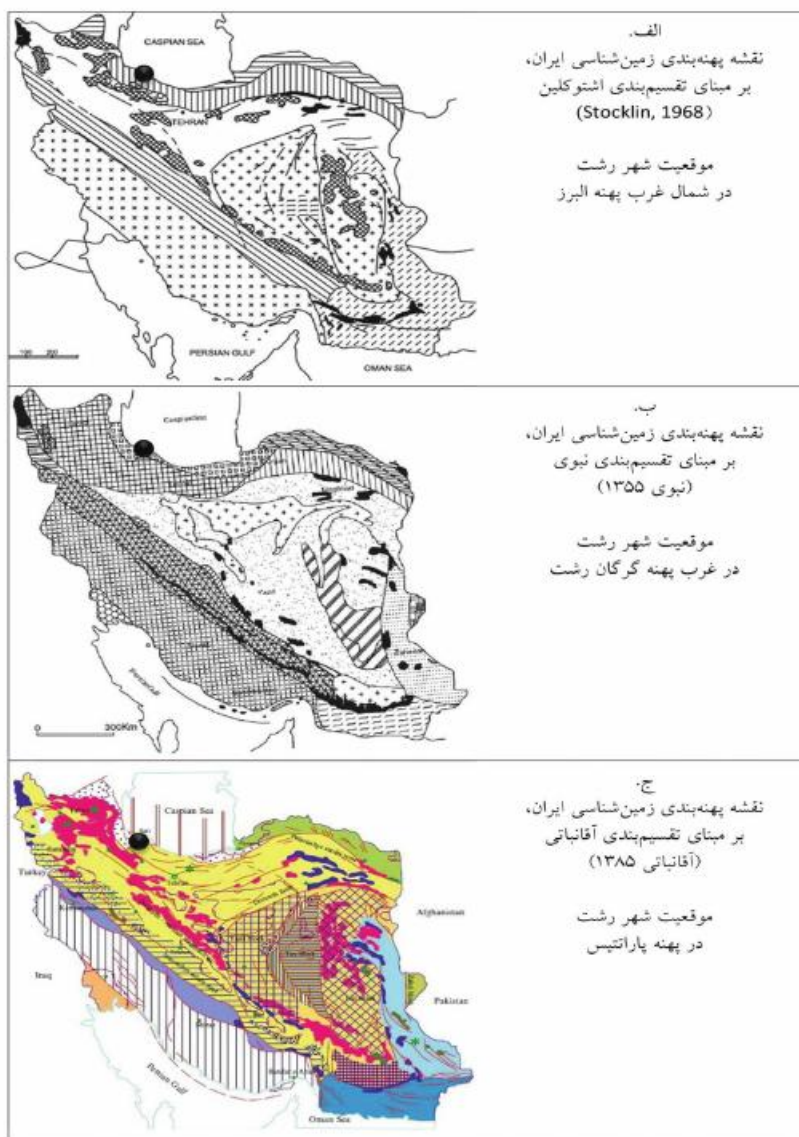 الف.
نقشه پهنه‌بندی زمین‌شناسی ایران،
بر مبنای تقسیم‌بندی اشتوکلین
(Stocklin, 1968)
موقعیت شهر رشت
در شمال غرب پهنه البرز
CASPIAN SEA
TEHRAN
PERSIAN GULF
OMAN SEA
100 200
ب.
نقشه پهنه‌بندی زمین‌شناسی ایران،
بر مبنای تقسیم‌بندی نبوی
(نبوی ۱۳۵۵)
موقعیت شهر رشت
در غرب پهنه گرگان رشت
0 300Km
ج.
نقشه پهنه‌بندی زمین‌شناسی ایران،
بر مبنای تقسیم‌بندی آقانباتی
(آقانباتی ۱۳۸۵)
موقعیت شهر رشت
در پهنه پاراتتیس
Caspian Sea
Turkey
Afghanistan
Iraq
Pakistan
Persian Gulf
Oman Sea